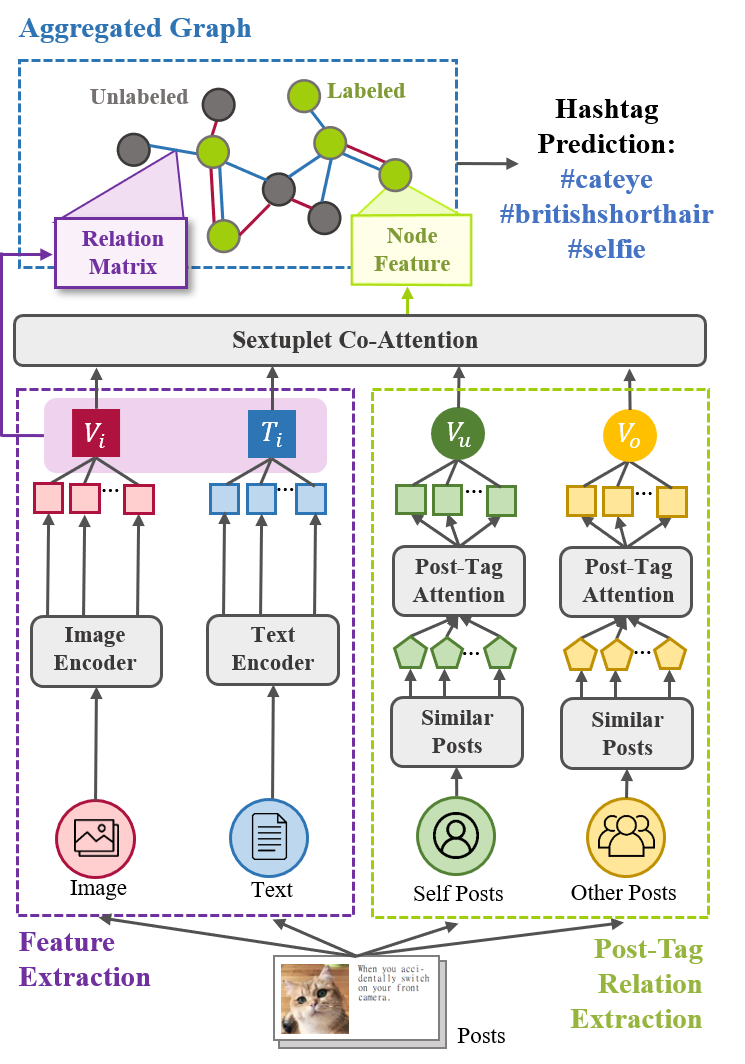 Aggregated Graph
Unlabeled
Labeled
Relation
Matrix
Node
Feature
Hashtag
Prediction:
#cateye
#britishshorthair
#selfie
Sextuplet Co-Attention
V_i
T_i
V_u
V_o
...
...
...
...
Post-Tag
Attention
Post-Tag
Attention
Image
Encoder
Text
Encoder
...
...
Similar
Posts
Similar
Posts
Image
Text
Self Posts
Other Posts
Feature
Extraction
Post-Tag
Relation
Extraction
When you acci-
dentally switch
on your front
camera.
Posts